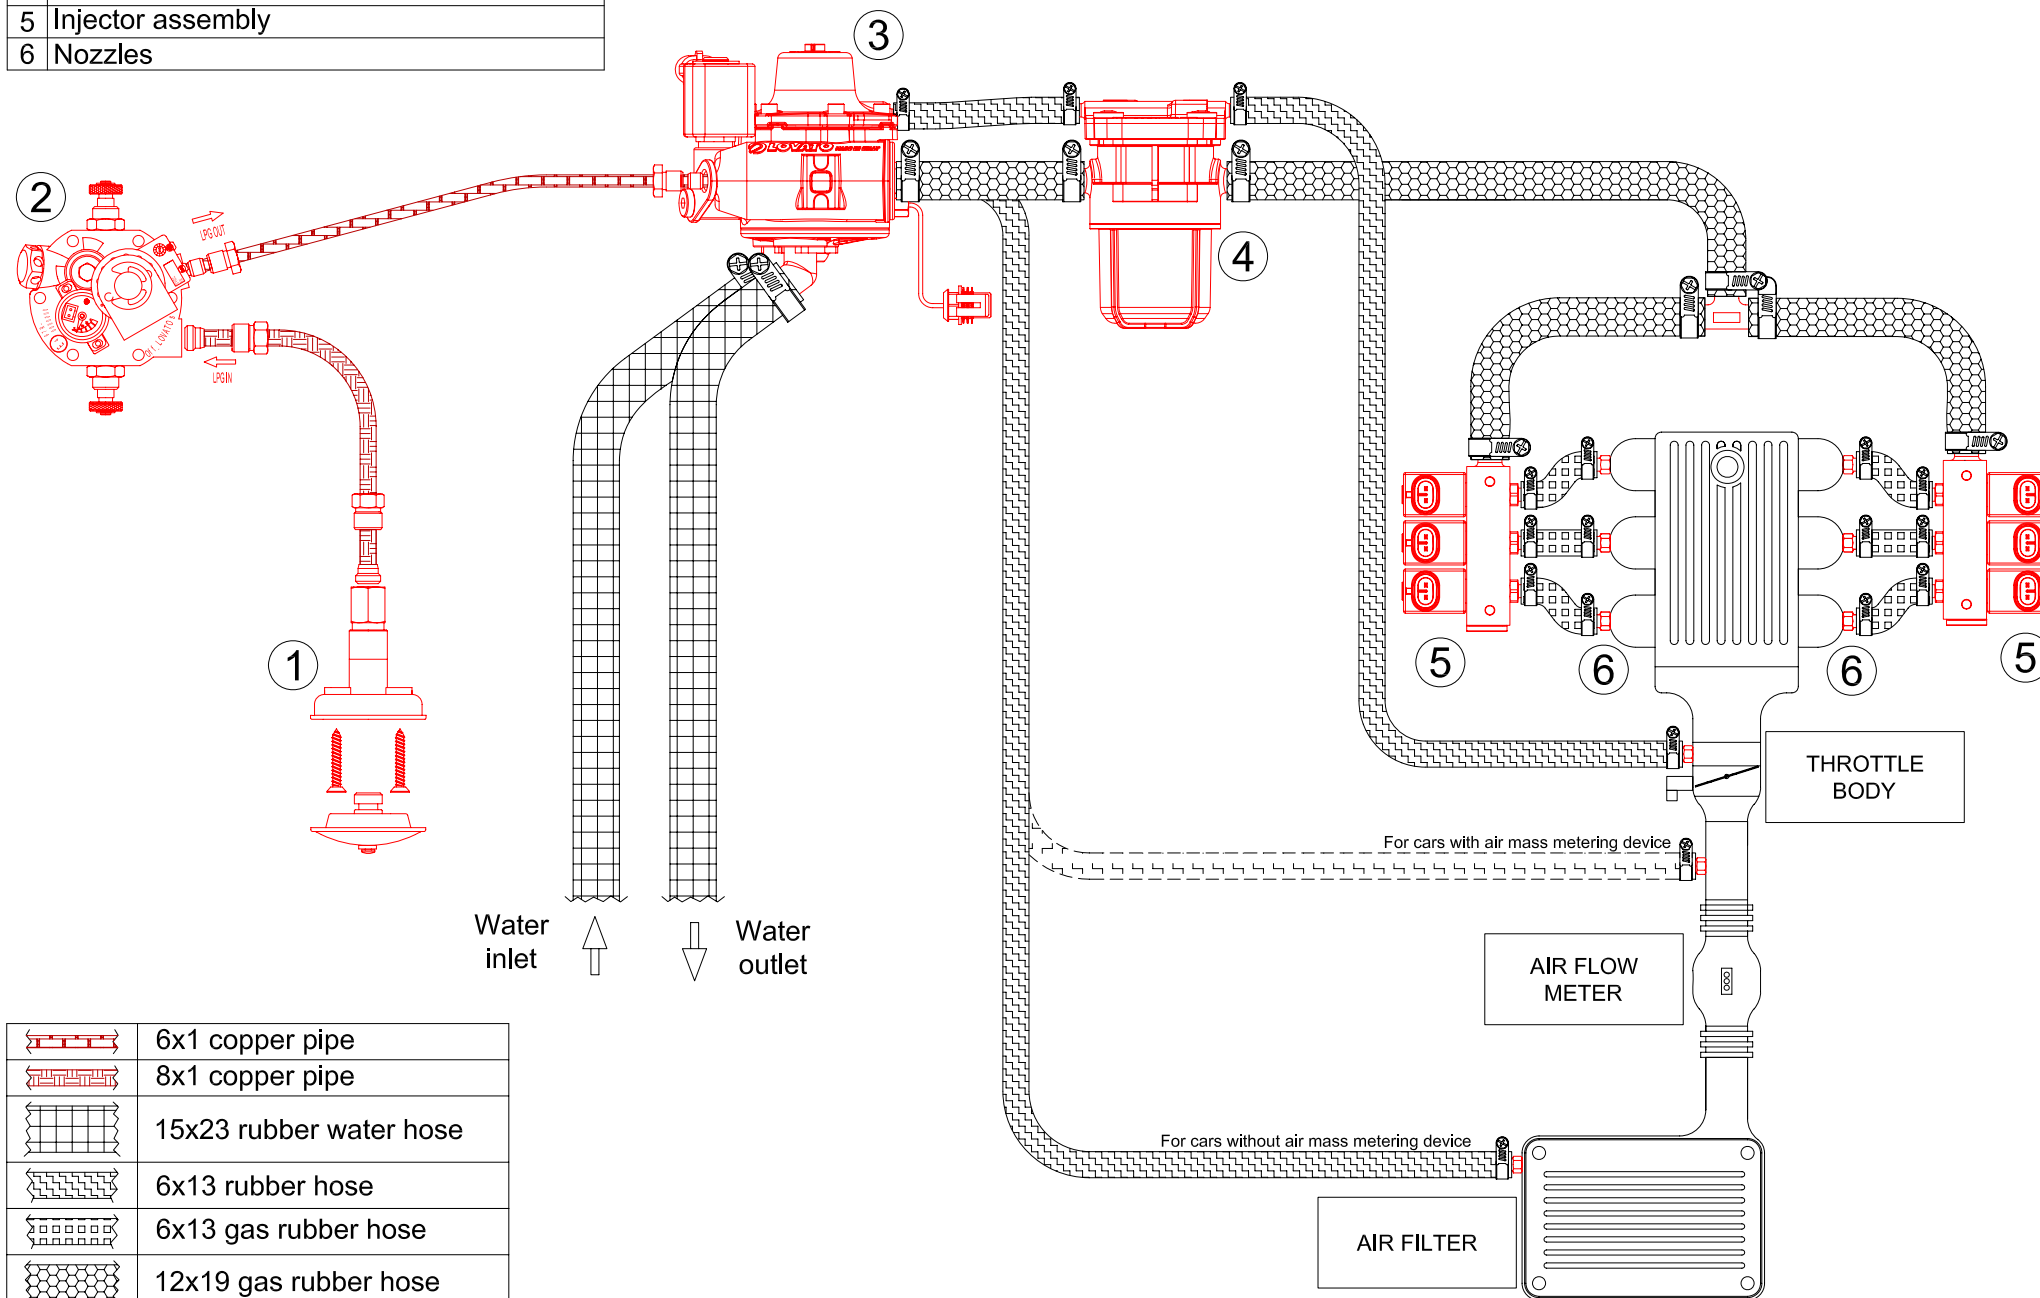 5 Injector assembly
6 Nozzles
3
2
LPG OUT
LOVATO
4
LPG IN
1
5
6
6
5
THROTTLE
BODY
For cars with air mass metering device
Water
inlet
Water
outlet
AIR FLOW
METER
6x1 copper pipe
8x1 copper pipe
15x23 rubber water hose
For cars without air mass metering device
6x13 rubber hose
6x13 gas rubber hose
AIR FILTER
12x19 gas rubber hose